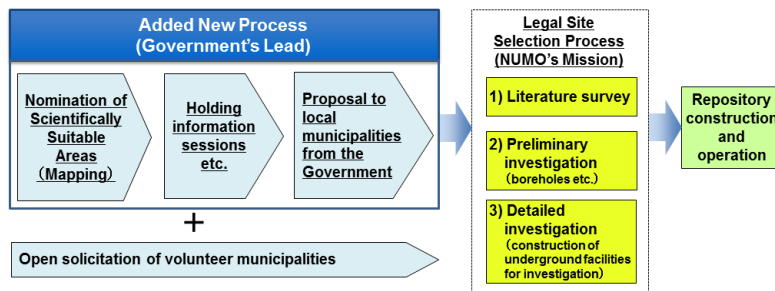 Added New Process
(Government's Lead)
Nomination of
Scientifically
Suitable
Areas
（Mapping）
Holding
information
sessions
etc.
Proposal to
local
municipalities
from the
Government
+
Open solicitation of volunteer municipalities
Legal Site
Selection Process
(NUMO's Mission)
1) Literature survey
2) Preliminary
investigation
(boreholes etc.)
3) Detailed
investigation
(construction of
underground facilities
for investigation）
Repository
construction
and
operation